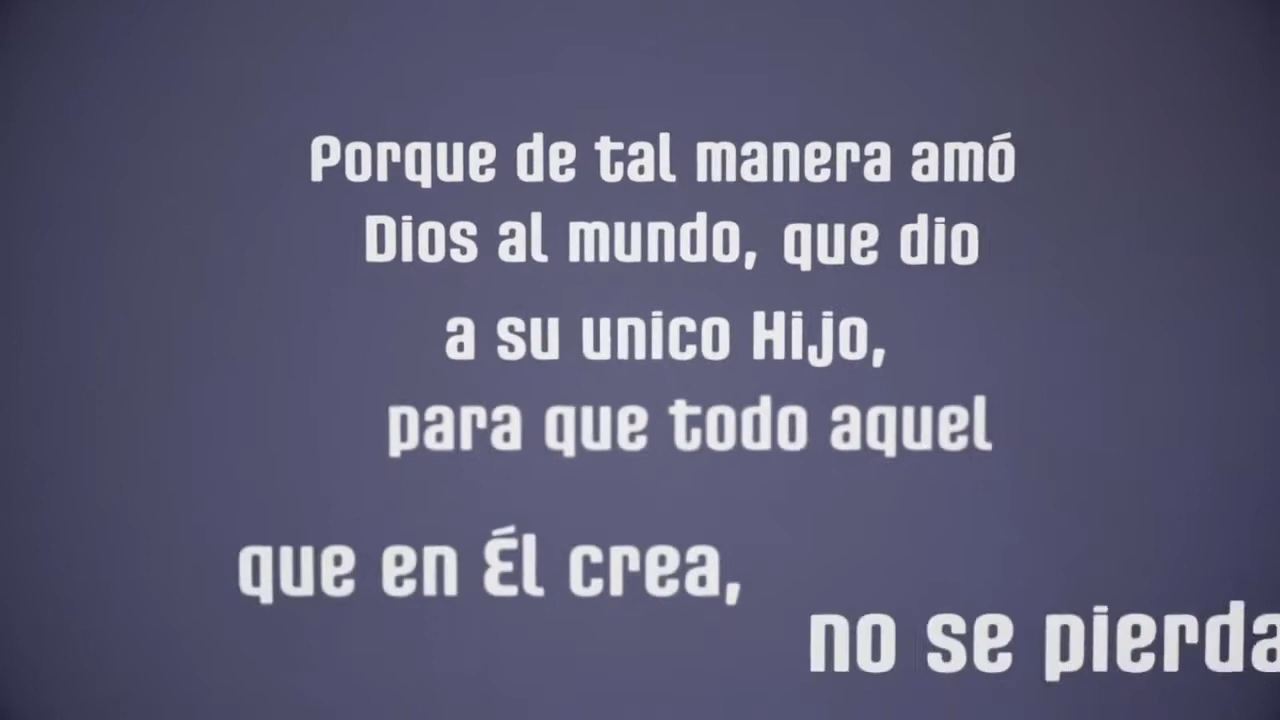 Porque de tal manera amó
Dios al mundo, que dio
a su unico Hijo,
para que todo aquel
que en Él crea,
no se pierda